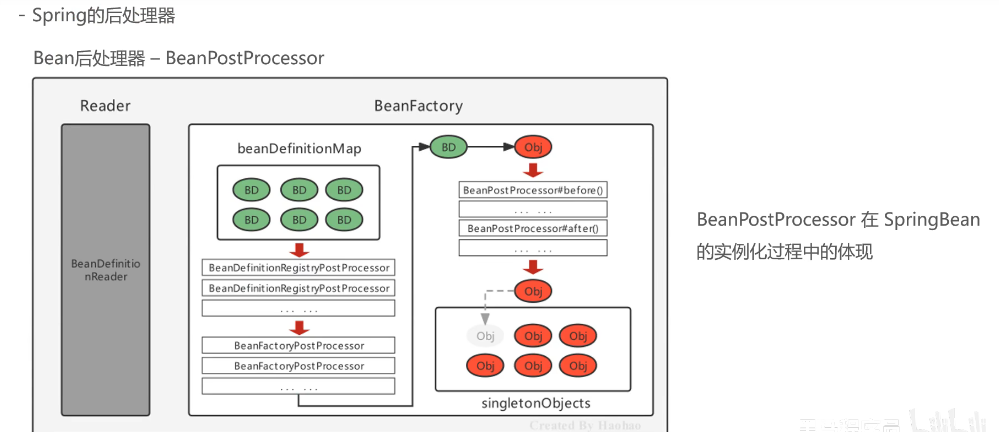 - Spring的后处理器
Bean后处理器 – BeanPostProcessor
Reader
BeanDefinitio
nReader
BeanFactory
beanDefinitionMap
BD
BD
BD
BD
BD
BD
BeanDefinitionRegistryPostProcessor
BeanDefinitionRegistryPostProcessor
... ...
BeanFactoryPostProcessor
BeanFactoryPostProcessor
... ...
BD
Obj
BeanPostProcessor#before()
... ...
BeanPostProcessor#after()
... ...
Obj
Obj
Obj
Obj
Obj
Obj
Obj
singletonObjects
Created By Haohao
BeanPostProcessor 在 SpringBean
的实例化过程中的体现